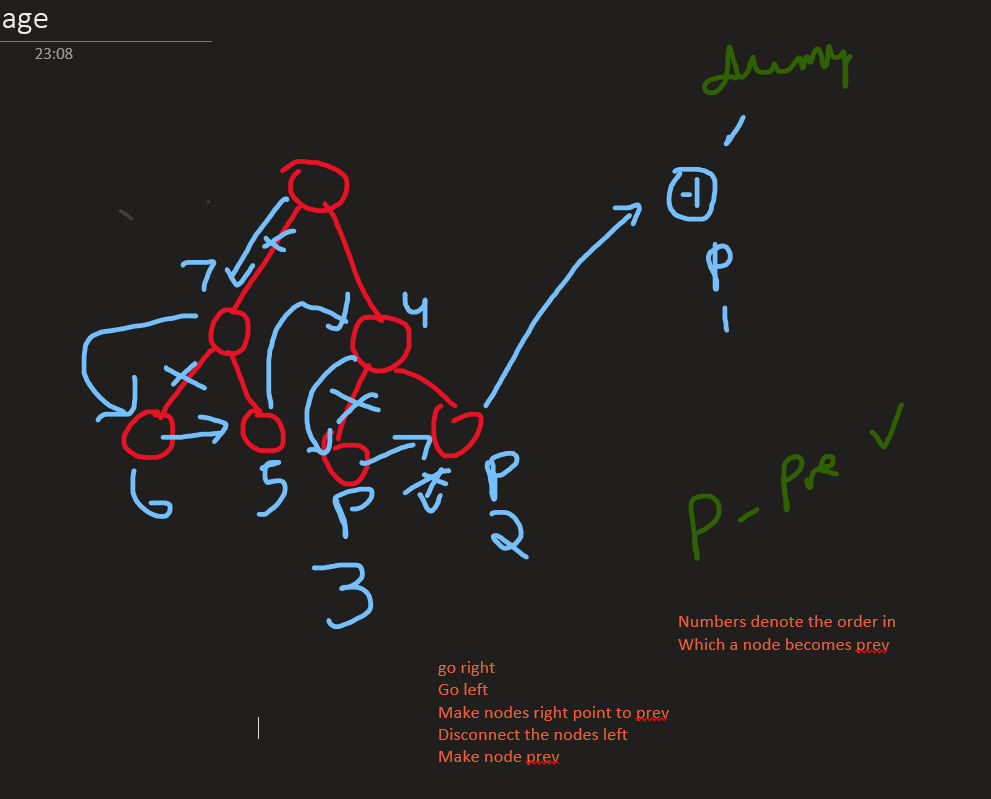 age
23:08
dummy
-1
P
1
7
4
6
5
P
3
P
2
P - Pre
Numbers denote the order in
Which a node becomes prev
go right
Go left
Make nodes right point to prev
Disconnect the nodes left
Make node prev